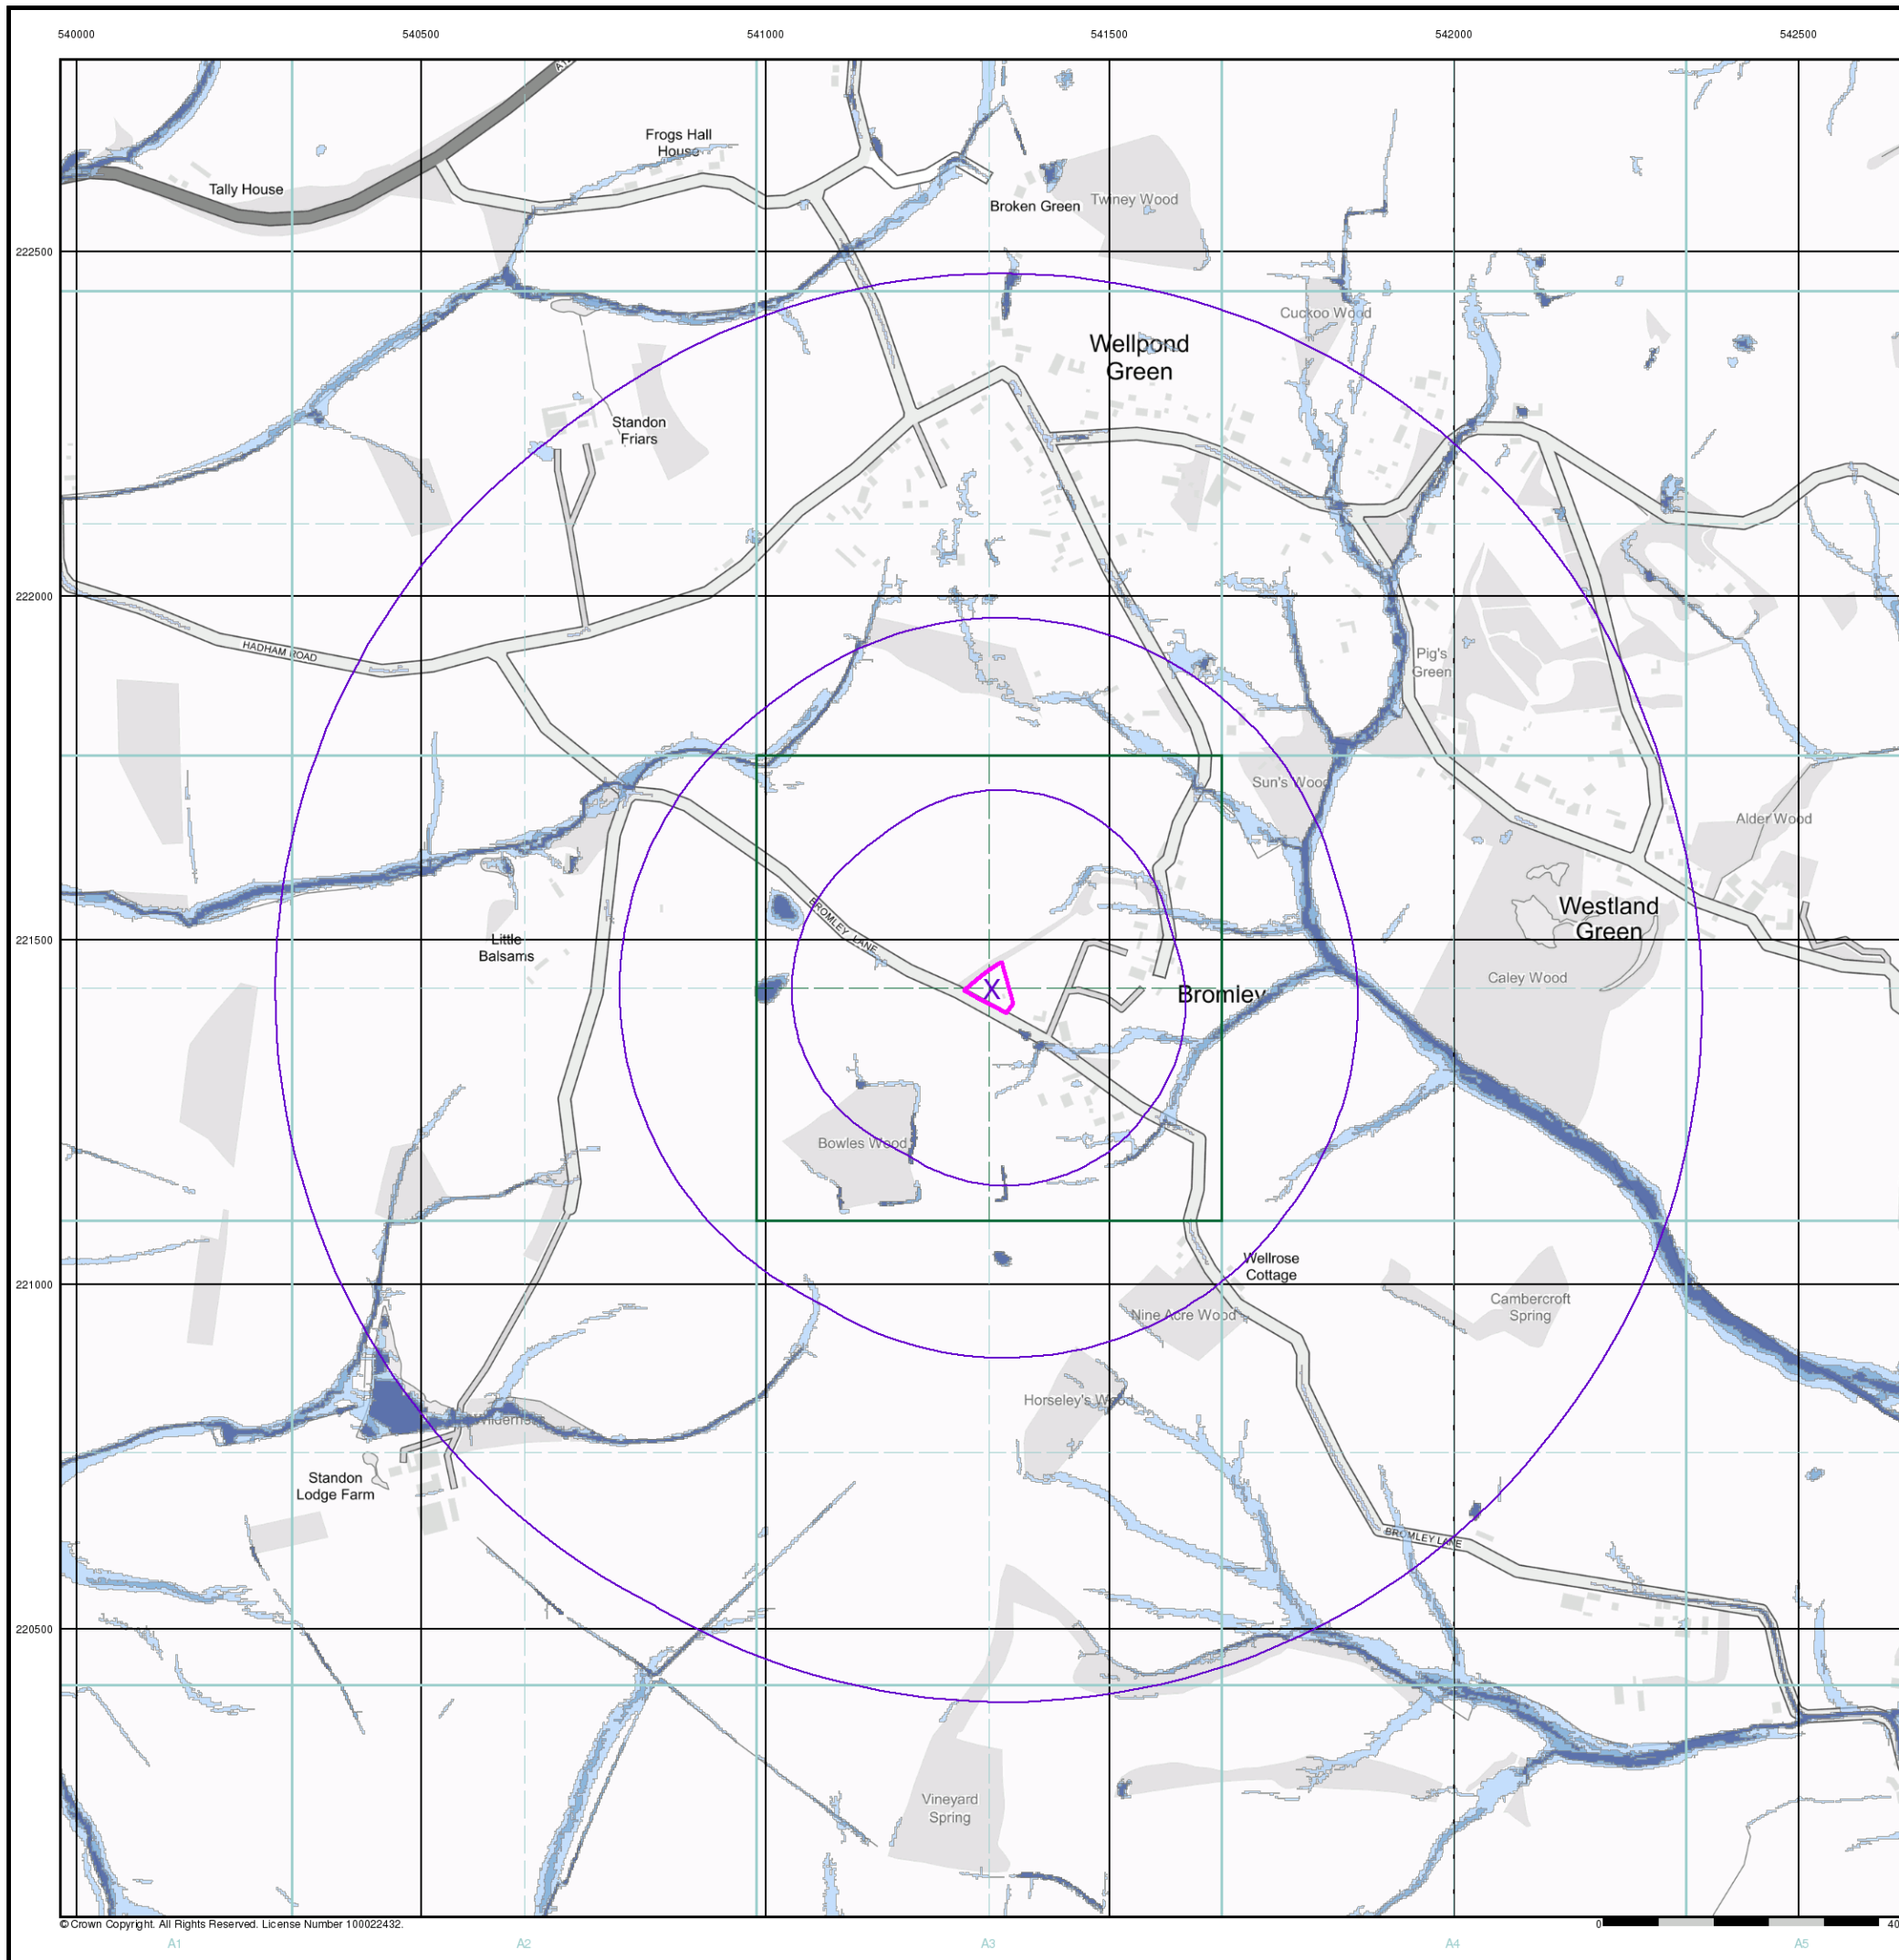 540000 540500 541000 541500 542000 542500
Frogs Hall
House
Tally House
Broken Green
Twiney Wood
222500
Cuckoo Wood
Wellpond
Green
Standon
Friars
222000
HADHAM ROAD
Pig's
Green
Sun's Wood
Alder Wood
BROMLEY LANE
Westland
Green
221500
Little
Balsams
Caley Wood
X
Bromley
Bowles Wood
Wellrose
Cottage
221000
Cambercroft
Spring
Nine Acre Wood
Horseley's Wood
Wilderness
Standon
Lodge Farm
BROMLEY LANE
220500
Vineyard
Spring
© Crown Copyright. All Rights Reserved. License Number 100022432.
0
A1 A2 A3 A4 A5